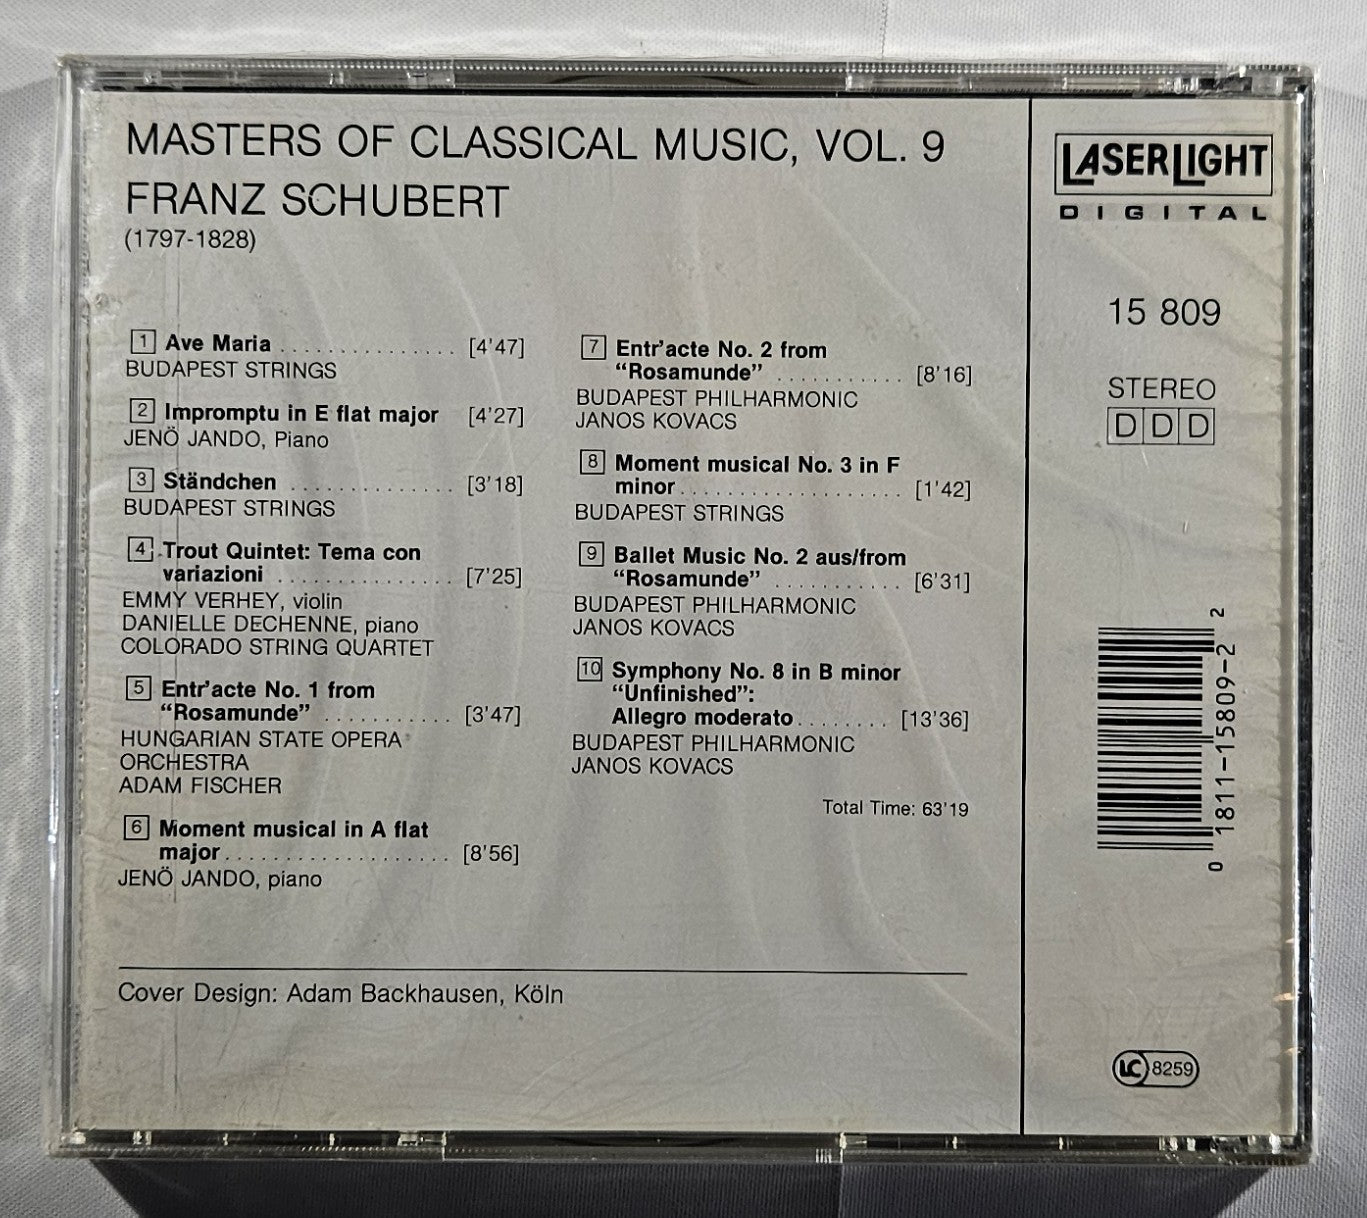 MASTERS OF CLASSICAL MUSIC, VOL. 9
FRANZ SCHUBERT
(1797-1828)
1 Ave Maria . . . . . . . . . . . . . . . [4'47]
BUDAPEST STRINGS
2 Impromptu in E flat major [4'27]
JENÖ JANDO, Piano
3 Ständchen . . . . . . . . . . . . . . [3'18]
BUDAPEST STRINGS
4 Trout Quintet: Tema con
variazioni . . . . . . . . . . . . . . . [7'25]
EMMY VERHEY, violin
DANIELLE DECHENNE, piano
COLORADO STRING QUARTET
5 Entr'acte No. 1 from
“Rosamunde” . . . . . . . . . . . [3'47]
HUNGARIAN STATE OPERA
ORCHESTRA
ADAM FISCHER
6 Moment musical in A flat
major . . . . . . . . . . . . . . . . . . . [8'56]
JENÖ JANDO, piano
7 Entr'acte No. 2 from
“Rosamunde” . . . . . . . . . . . [8'16]
BUDAPEST PHILHARMONIC
JANOS KOVACS
8 Moment musical No. 3 in F
minor . . . . . . . . . . . . . . . . . . . [1'42]
BUDAPEST STRINGS
9 Ballet Music No. 2 aus/from
“Rosamunde” . . . . . . . . . . . [6'31]
BUDAPEST PHILHARMONIC
JANOS KOVACS
10 Symphony No. 8 in B minor
“Unfinished”:
Allegro moderato . . . . . . . . [13'36]
BUDAPEST PHILHARMONIC
JANOS KOVACS
Total Time: 63'19
Cover Design: Adam Backhausen, Köln
LASERLIGHT
DIGITAL
15 809
STEREO
DDD
0 1811-15809-2 2
LC 8259